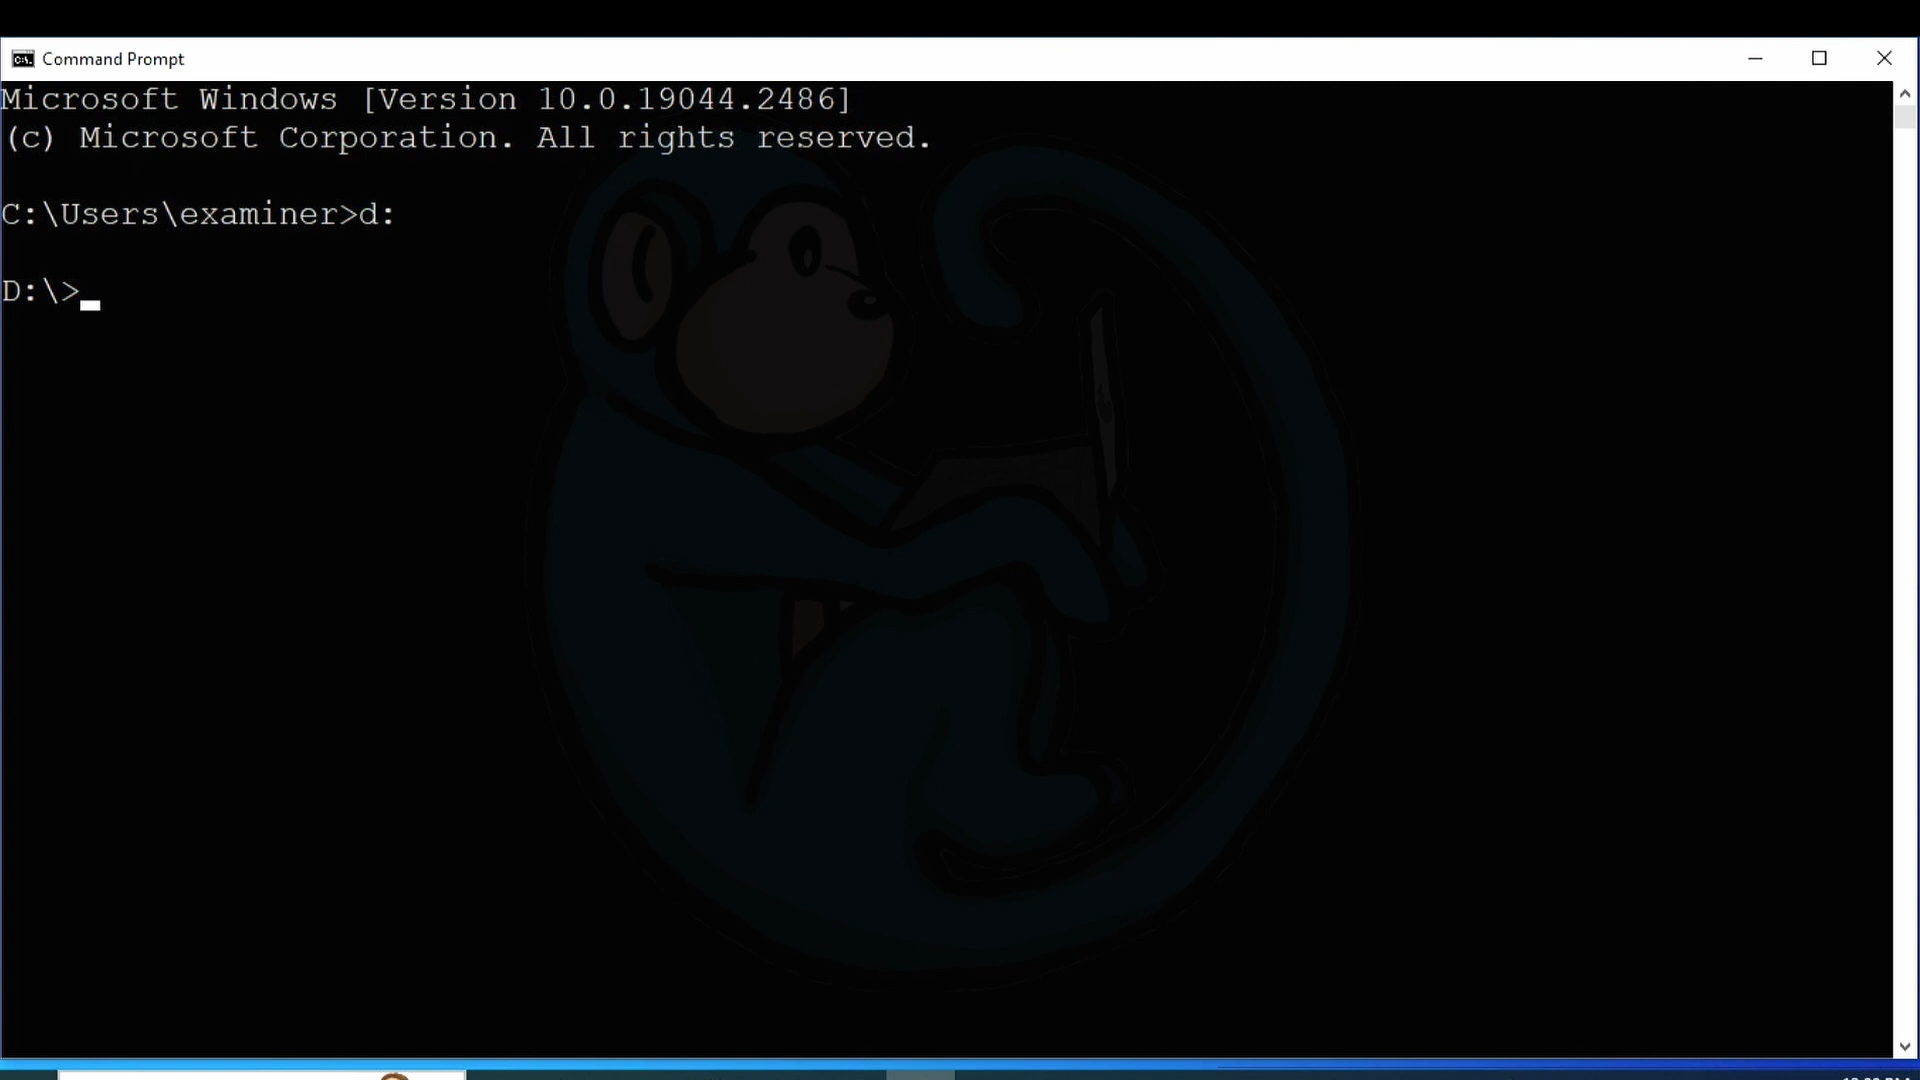 Command Prompt
Microsoft Windows [Version 10.0.19044.2486]
(c) Microsoft Corporation. All rights reserved.
C:\Users\examiner>d:
D:\>